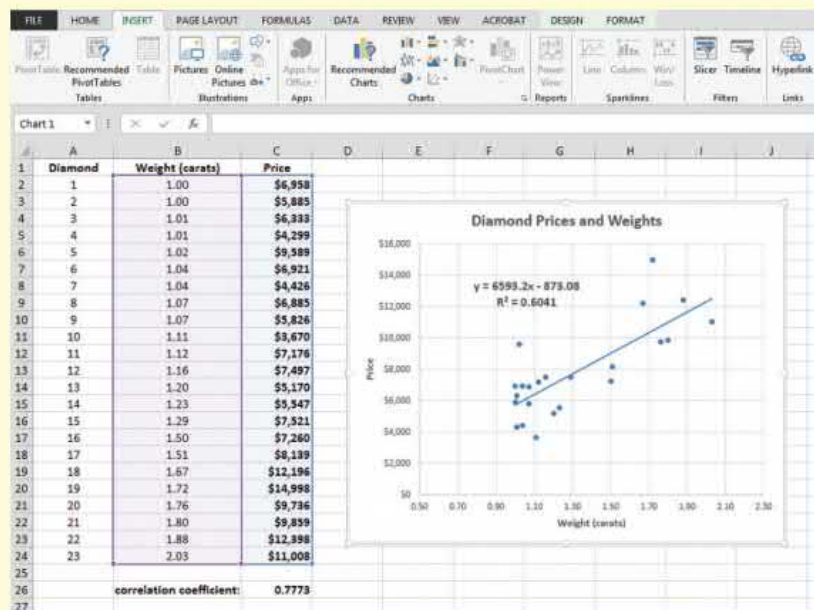 FILE HOME INSERT PAGE LAYOUT FORMULAS DATA REVIEW VIEW ACROBAT DESIGN FORMAT
PivotTable Recommended PivotTables Table
Pictures Online Pictures
Apps for Office
Recommended Charts
PivotChart
Power View
Line Column Win/Loss
Slicer Timeline
Hyperlink
Tables Illustrations Apps Charts Reports Sparklines Filters Links
Chart 1 fx
A B C D E F G H I J
1 Diamond Weight (carats) Price
2 1 1.00 $6,958
3 2 1.00 $5,885
4 3 1.01 $6,333
5 4 1.01 $4,299
6 5 1.02 $9,589
7 6 1.04 $6,921
8 7 1.04 $4,426
9 8 1.07 $6,885
10 9 1.07 $5,826
11 10 1.11 $3,670
12 11 1.12 $7,176
13 12 1.16 $7,497
14 13 1.20 $5,170
15 14 1.23 $5,547
16 15 1.29 $7,521
17 16 1.50 $7,260
18 17 1.51 $8,139
19 18 1.67 $12,196
20 19 1.72 $14,998
21 20 1.76 $9,736
22 21 1.80 $9,859
23 22 1.88 $12,398
24 23 2.03 $11,008
25
26 correlation coefficient: 0.7773
27
Diamond Prices and Weights
y = 6593.2x - 873.08
R² = 0.6041
$16,000
$14,000
$12,000
$10,000
$8,000
$6,000
$4,000
$2,000
$0
Price
0.50 0.70 0.90 1.10 1.30 1.50 1.70 1.90 2.10 2.30
Weight (carats)